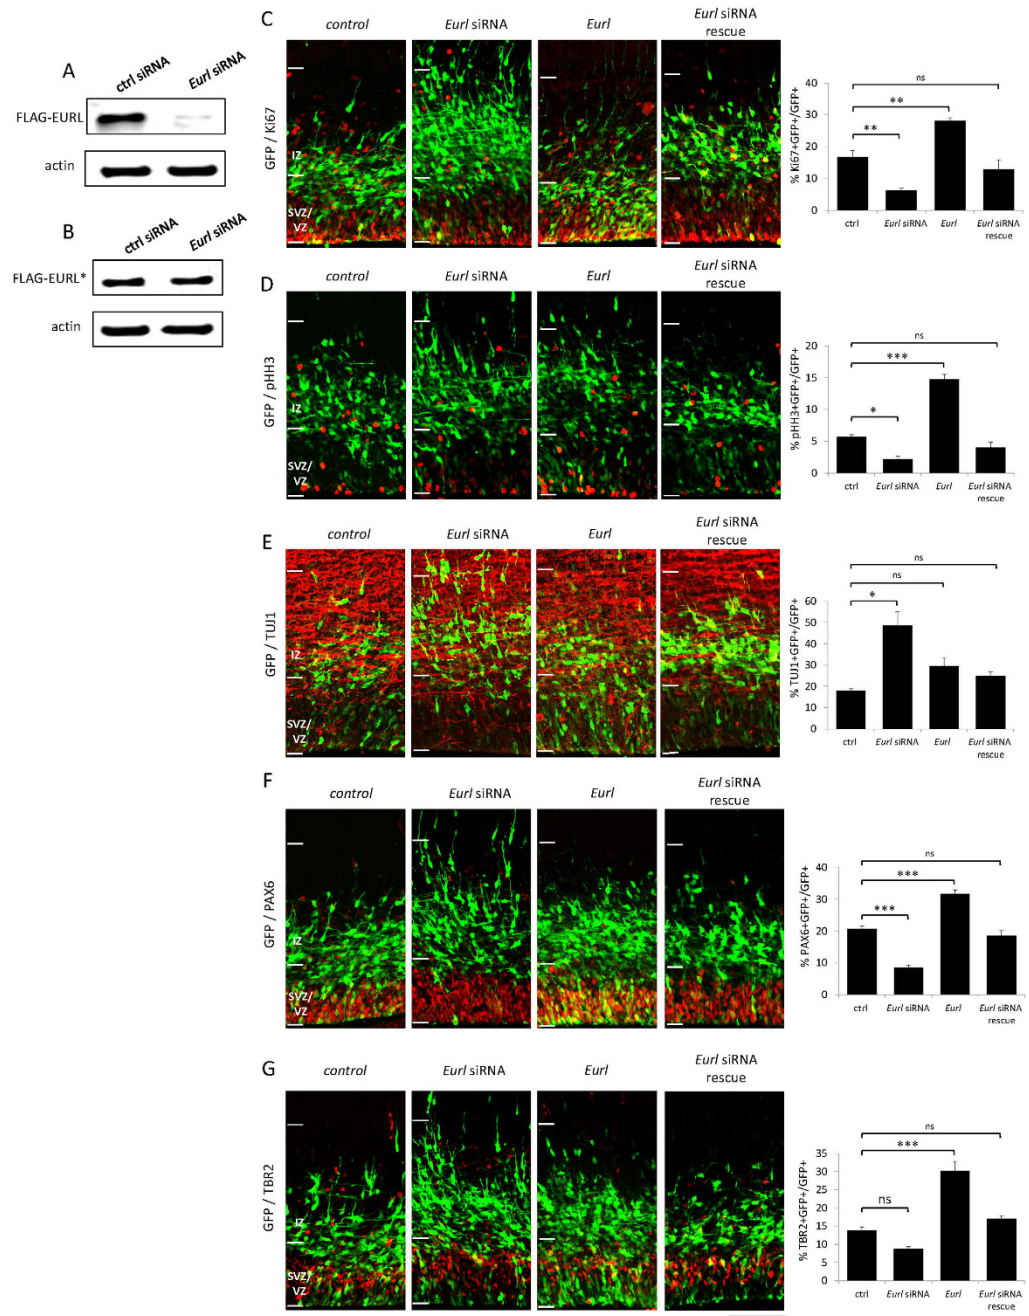 A
ctrl siRNA
Eurl siRNA
FLAG-EURL
actin
B
ctrl siRNA
Eurl siRNA
FLAG-EURL*
actin
C
control
Eurl siRNA
Eurl
Eurl siRNA
rescue
GFP / Ki67
IZ
SVZ/
VZ
% Ki67+GFP+/GFP+
40
30
20
10
0
ns
**
**
ctrl
Eurl siRNA
Eurl
Eurl siRNA
rescue
D
control
Eurl siRNA
Eurl
Eurl siRNA
rescue
GFP / pHH3
IZ
SVZ/
VZ
% pHH3+GFP+/GFP+
20
15
10
5
0
ns
***
*
ctrl
Eurl siRNA
Eurl
Eurl siRNA
rescue
E
control
Eurl siRNA
Eurl
Eurl siRNA
rescue
GFP / TUJ1
IZ
SVZ/
VZ
% TUJ1+GFP+/GFP+
60
50
40
30
20
10
0
ns
ns
*
ctrl
Eurl siRNA
Eurl
Eurl siRNA
rescue
F
control
Eurl siRNA
Eurl
Eurl siRNA
rescue
GFP / PAX6
IZ
SVZ/
VZ
% PAX6+GFP+/GFP+
40
30
20
10
0
ns
***
***
ctrl
Eurl siRNA
Eurl
Eurl siRNA
rescue
G
control
Eurl siRNA
Eurl
Eurl siRNA
rescue
GFP / TBR2
IZ
SVZ/
VZ
% TBR2+GFP+/GFP+
35
30
25
20
15
10
5
0
ns
***
ns
ctrl
Eurl siRNA
Eurl
Eurl siRNA
rescue